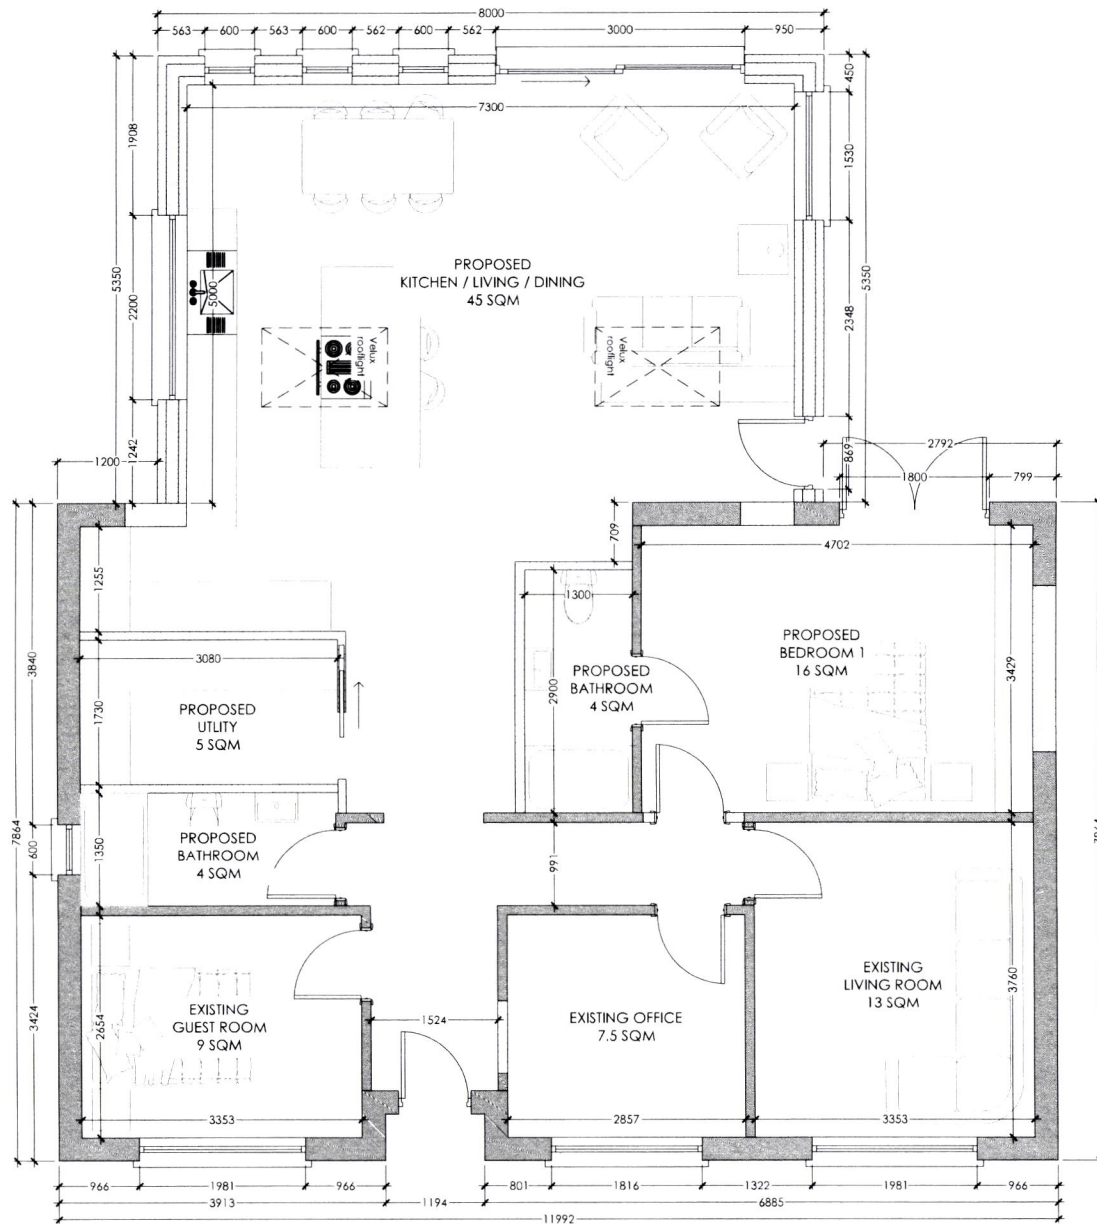 8000
563
600
563
600
562
600
562
3000
950
7300
450
1908
1530
5350
5350
PROPOSED
KITCHEN / LIVING / DINING
45 SQM
2200
5000
2348
Velux
rooflight
Velux
rooflight
1242
1200
869
2792
1800
799
709
4702
1255
1300
3840
PROPOSED
BEDROOM 1
16 SQM
3429
3080
PROPOSED
BATHROOM
4 SQM
2900
1730
PROPOSED
UTLITY
5 SQM
7864
600
1350
PROPOSED
BATHROOM
4 SQM
991
EXISTING
LIVING ROOM
13 SQM
3760
3424
2654
EXISTING
GUEST ROOM
9 SQM
1524
EXISTING OFFICE
7.5 SQM
3353
2857
3353
966
1981
966
801
1816
1322
1981
966
3913
1194
6885
11992